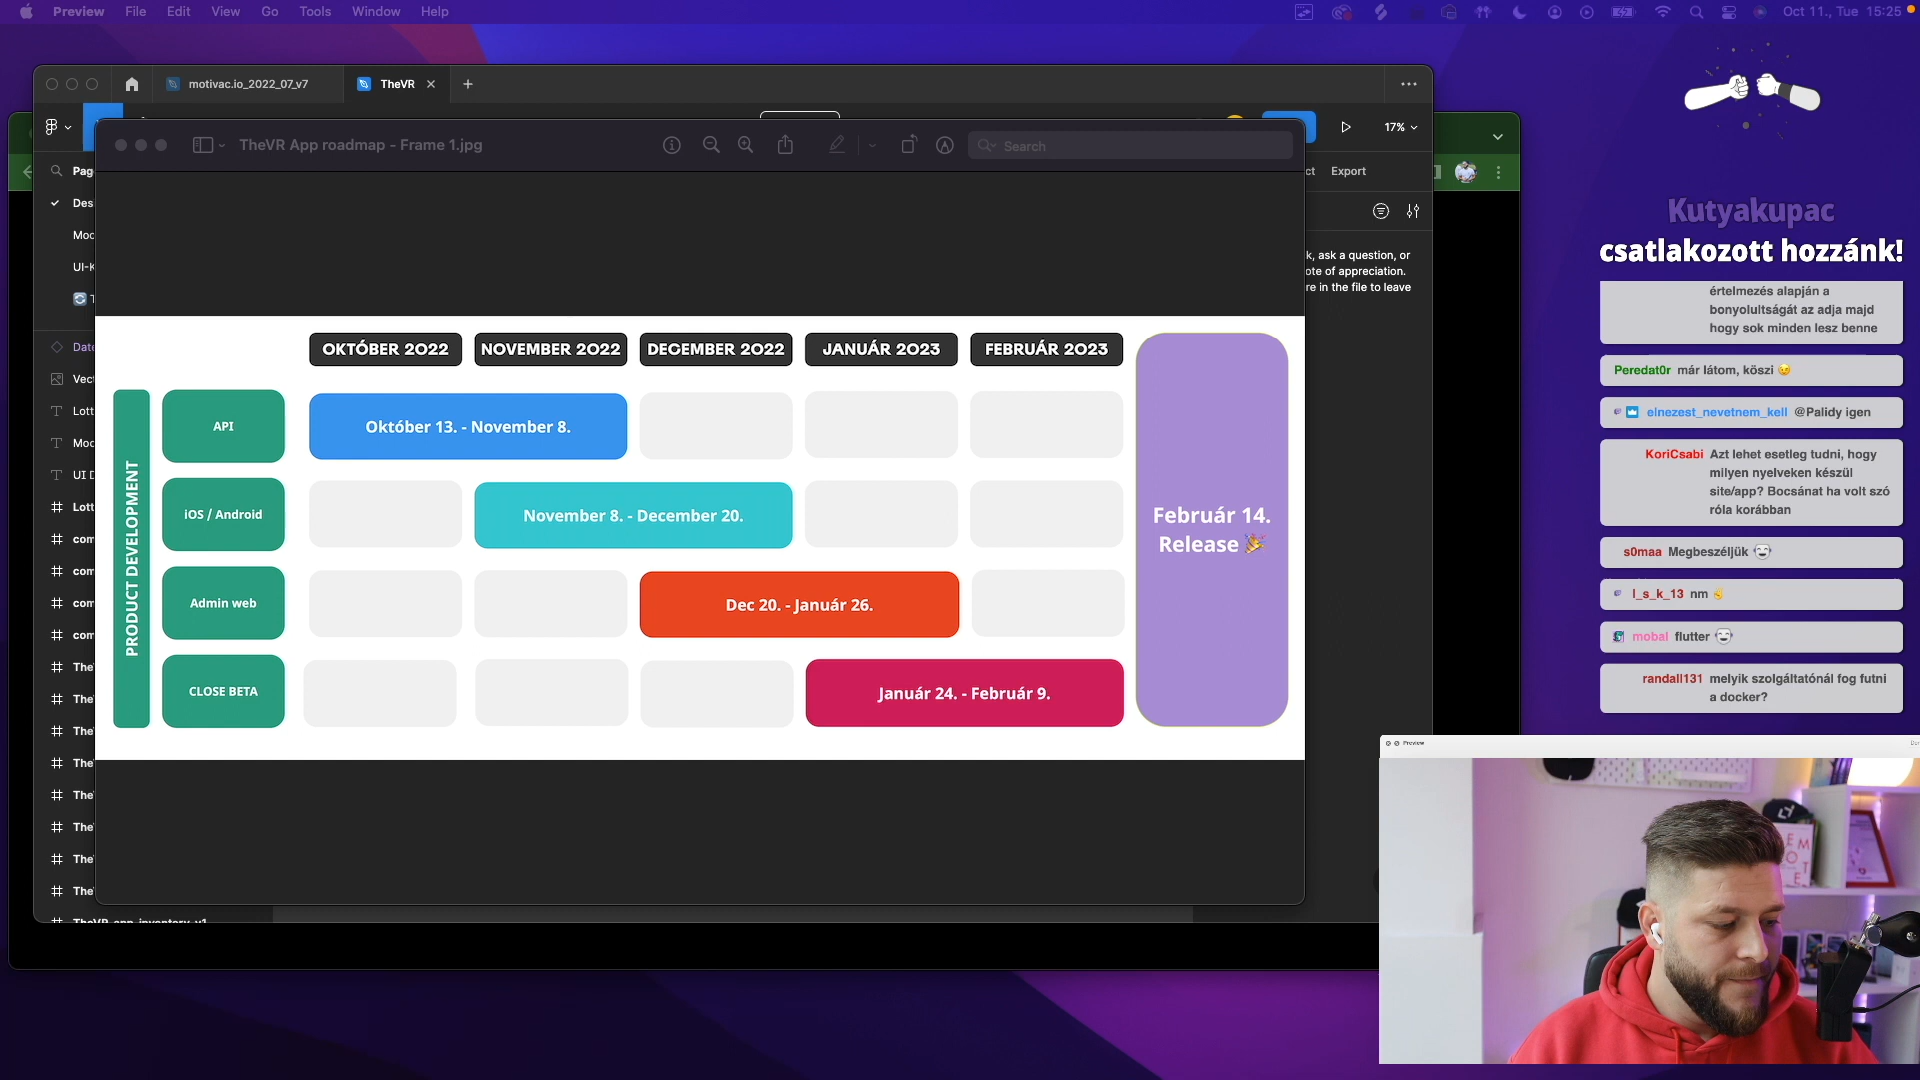 Preview File Edit View Go Tools Window Help
Oct 11., Tue 15:25
motivac.io_2022_07_v7
TheVR
17%
TheVR App roadmap - Frame 1.jpg
Search
Pag
Des
Moc
UI-K
T
Date
Vect
Lott
Moc
UI D
Lott
com
com
com
com
The'
The'
The'
The'
The'
The'
The'
The'
TheVR_app_inventory_v1
ct Export
k, ask a question, or
ote of appreciation.
re in the file to leave
OKTÓBER 2022
NOVEMBER 2022
DECEMBER 2022
JANUÁR 2023
FEBRUÁR 2023
PRODUCT DEVELOPMENT
API
Október 13. - November 8.
iOS / Android
November 8. - December 20.
Admin web
Dec 20. - Január 26.
CLOSE BETA
Január 24. - Február 9.
Február 14.
Release 🎉
Kutyakupac
csatlakozott hozzánk!
értelmezés alapján a
bonyolultságát az adja majd
hogy sok minden lesz benne
Peredat0r már látom, köszi 😉
elnezest_nevetnem_kell @Palidy igen
KoriCsabi Azt lehet esetleg tudni, hogy
milyen nyelveken készül
site/app? Bocsánat ha volt szó
róla korábban
s0maa Megbeszéljük
l_s_k_13 nm
mobal flutter
randall131 melyik szolgáltatónál fog futni
a docker?
Preview